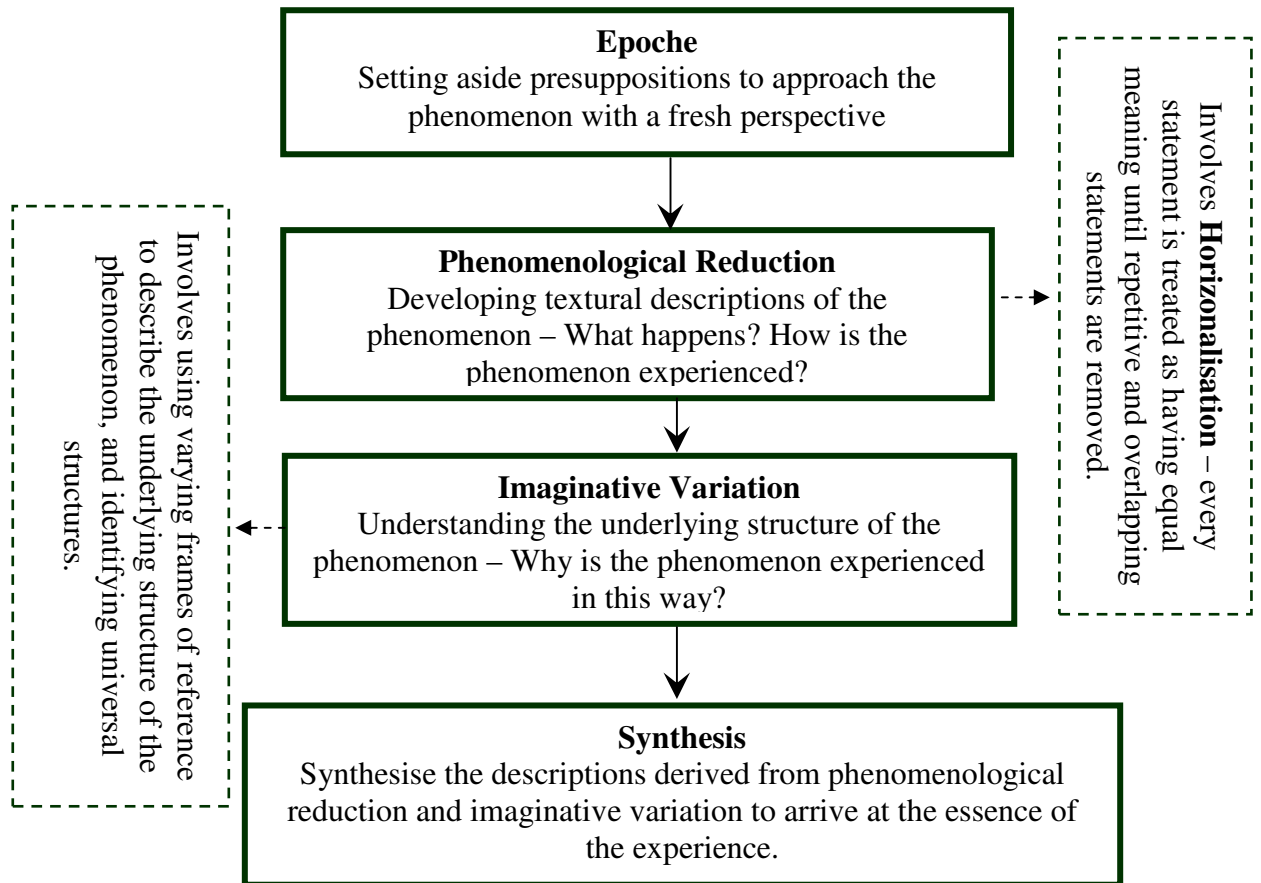 Epoche
Setting aside presuppositions to approach the
phenomenon with a fresh perspective
Phenomenological Reduction
Developing textural descriptions of the
phenomenon – What happens? How is the
phenomenon experienced?
Involves Horizonalisation – every
statement is treated as having equal
meaning until repetitive and overlapping
statements are removed.
Imaginative Variation
Understanding the underlying structure of the
phenomenon – Why is the phenomenon experienced
in this way?
Involves using varying frames of reference
to describe the underlying structure of the
phenomenon, and identifying universal
structures.
Synthesis
Synthesise the descriptions derived from phenomenological
reduction and imaginative variation to arrive at the essence of
the experience.